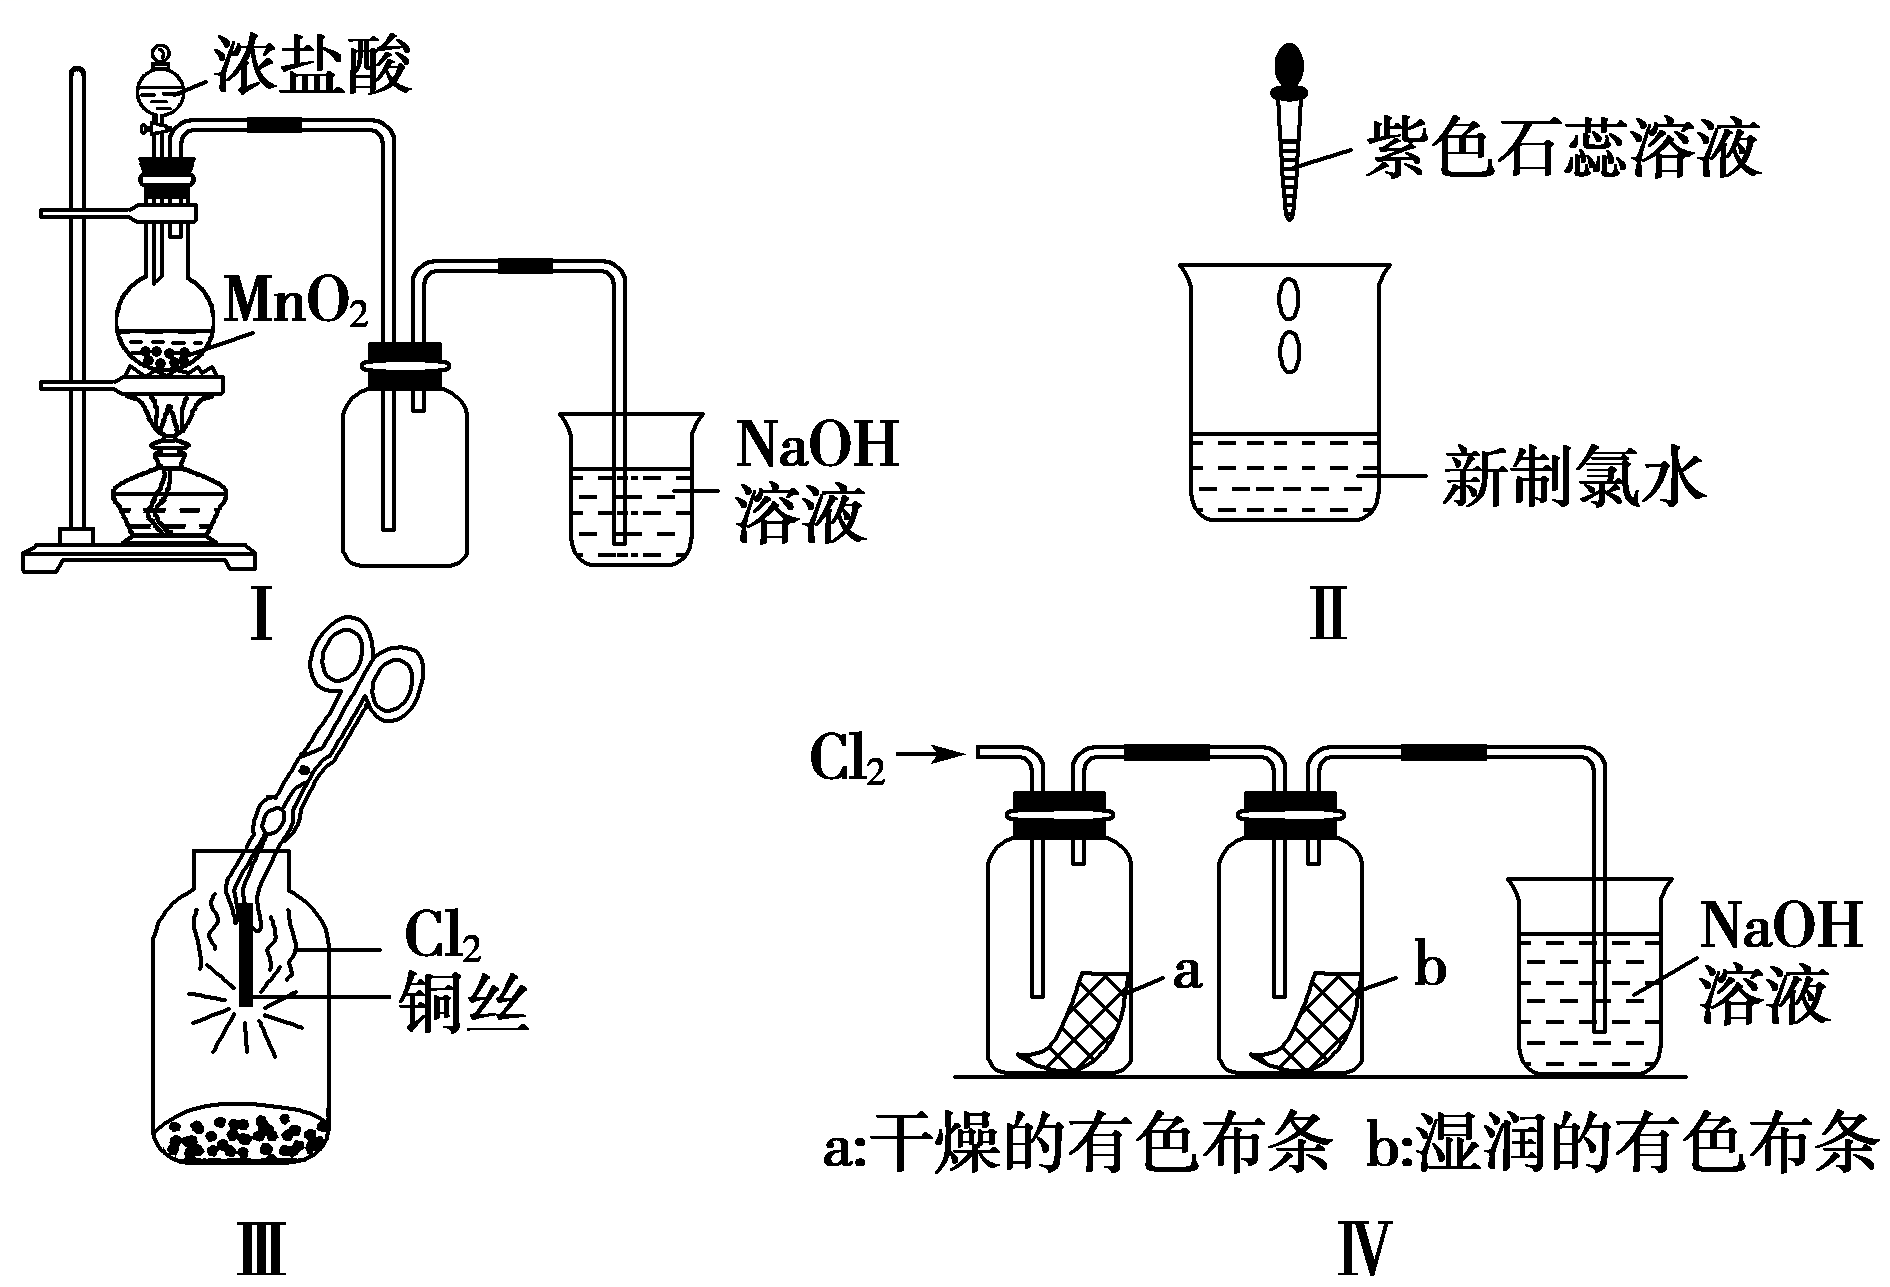 浓盐酸
MnO₂
NaOH
溶液
Ⅰ
紫色石蕊溶液
新制氯水
Ⅱ
Cl₂
铜丝
Ⅲ
Cl₂
a
b
NaOH
溶液
a:干燥的有色布条 b:湿润的有色布条
Ⅳ